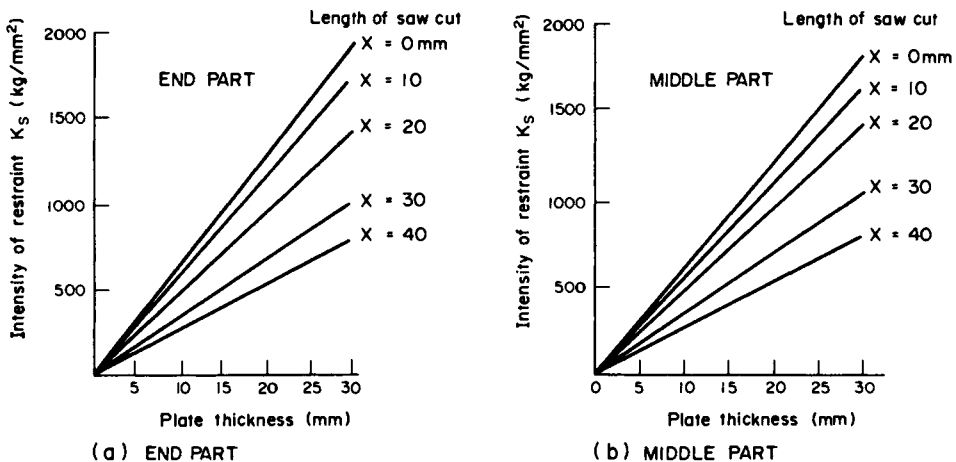 Length of saw cut
2000
X = 0mm
END PART
X = 10
1500
X = 20
1000
X = 30
X = 40
500
5 10 15 20 25 30
Intensity of restraint KS (kg/mm²)
Plate thickness (mm)
(a) END PART
Length of saw cut
2000
X = 0mm
MIDDLE PART
X = 10
1500
X = 20
1000
X = 30
X = 40
500
0 5 10 15 20 25 30
Intensity of restraint KS (kg/mm²)
Plate thickness (mm)
(b) MIDDLE PART